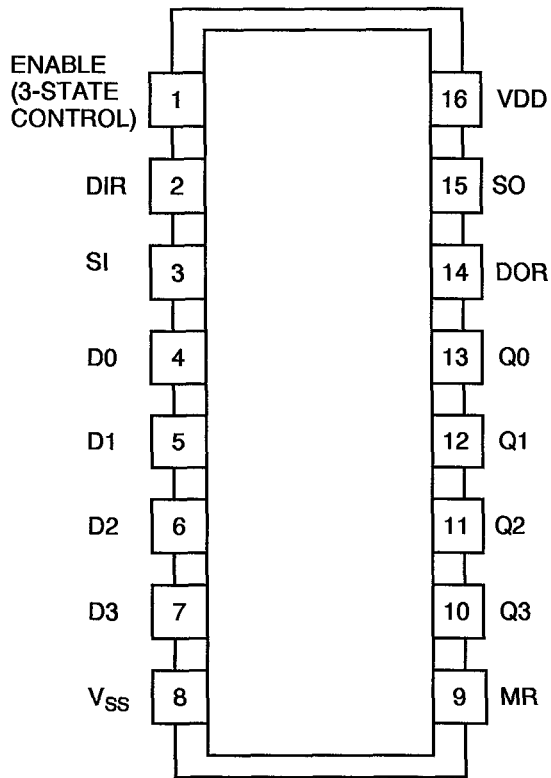 ENABLE
(3-STATE
CONTROL)
1
16
VDD
DIR
2
15
SO
SI
3
14
DOR
D0
4
13
Q0
D1
5
12
Q1
D2
6
11
Q2
D3
7
10
Q3
VSS
8
9
MR